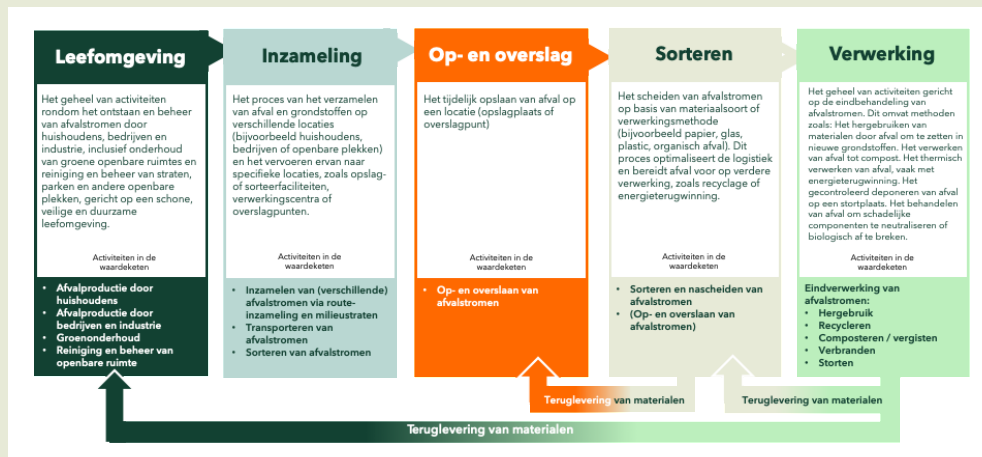 Leefomgeving
Het geheel van activiteiten
rondom het ontstaan en beheer
van afvalstromen door
huishoudens, bedrijven en
industrie, inclusief onderhoud
van groene openbare ruimtes en
reiniging en beheer van straten,
parken en andere openbare
plekken, gericht op een schone,
veilige en duurzame
leefomgeving.
Activiteiten in de
waardeketen
• Afvalproductie door
huishoudens
• Afvalproductie door
bedrijven en industrie
• Groenonderhoud
• Reiniging en beheer van
openbare ruimte
Inzameling
Het proces van het verzamelen
van afval en grondstoffen op
verschillende locaties
(bijvoorbeeld huishoudens,
bedrijven of openbare plekken)
en het vervoeren ervan naar
specifieke locaties, zoals opslag-
of sorteerfaciliteiten,
verwerkingscentra of
overslagpunten.
Activiteiten in de
waardeketen
• Inzamelen van (verschillende)
afvalstromen via route-
inzameling en milieustraten
• Transporteren van
afvalstromen
• Sorteren van afvalstromen
Op- en overslag
Het tijdelijk opslaan van afval op
een locatie (opslagplaats of
overslagpunt)
Activiteiten in de
waardeketen
• Op- en overslaan van
afvalstromen
Sorteren
Het scheiden van afvalstromen
op basis van materiaalsoort of
verwerkingsmethode
(bijvoorbeeld papier, glas,
plastic, organisch afval). Dit
proces optimaliseert de logistiek
en bereidt afval voor op verdere
verwerking, zoals recyclage of
energieterugwinning.
Activiteiten in de
waardeketen
• Sorteren en nascheiden van
afvalstromen
• (Op- en overslaan van
afvalstromen)
Verwerking
Het geheel van activiteiten gericht
op de eindbehandeling van
afvalstromen. Dit omvat methoden
zoals: Het hergebruiken van
materialen door afval om te zetten in
nieuwe grondstoffen. Het verwerken
van afval tot compost. Het thermisch
verwerken van afval, vaak met
energieterugwinning. Het
gecontroleerd deponeren van afval
op een stortplaats. Het behandelen
van afval om schadelijke
componenten te neutraliseren of
biologisch af te breken.
Activiteiten in de
waardeketen
Eindverwerking van
afvalstromen:
• Hergebruik
• Recycleren
• Composteren / vergisten
• Verbranden
• Storten
Teruglevering van materialen
Teruglevering van materialen
Teruglevering van materialen